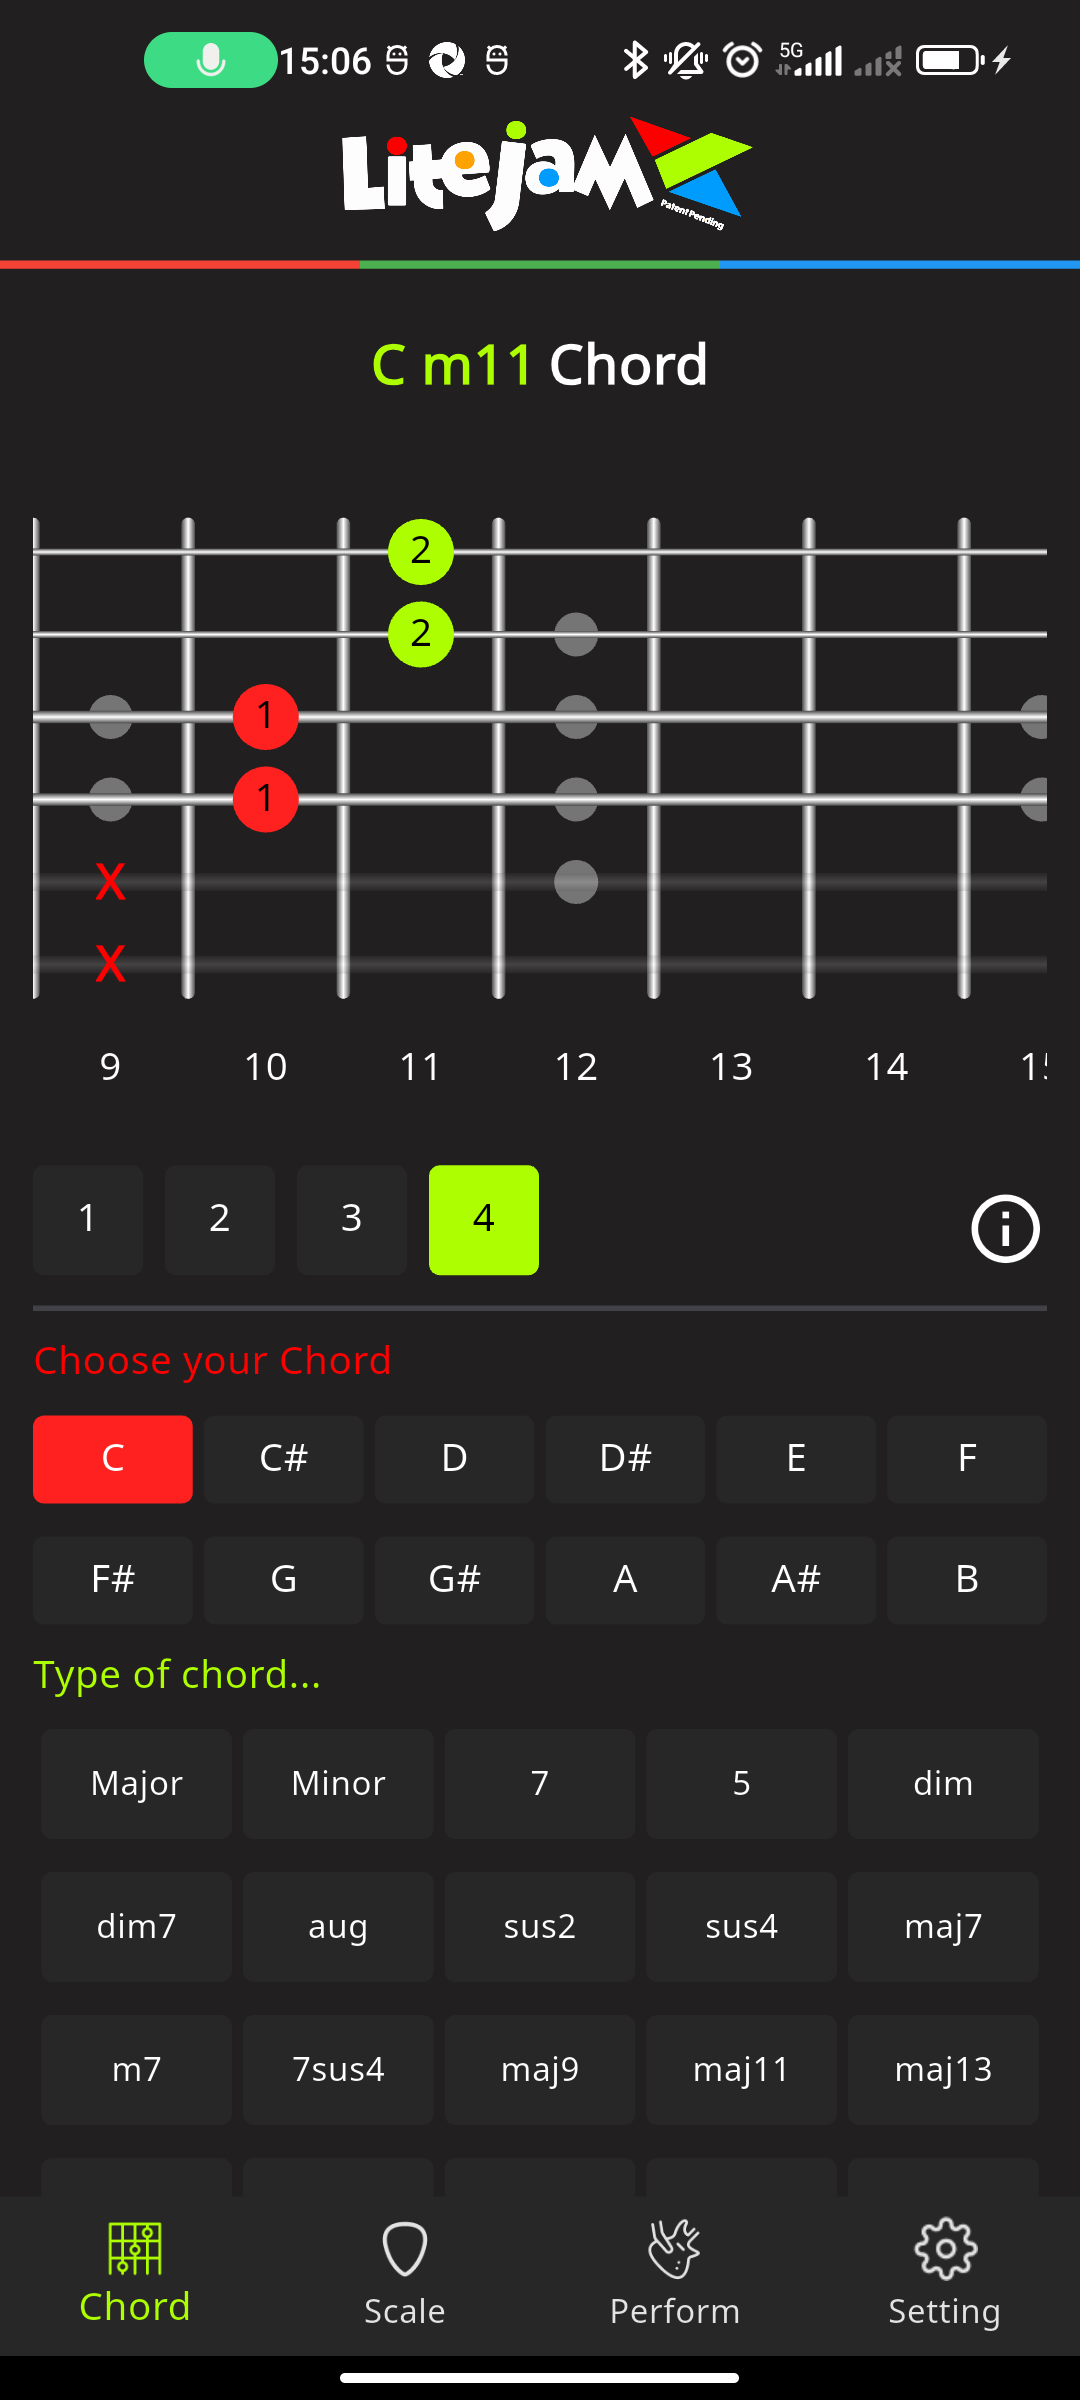 15:06 5G
Litejam
Patent Pending
C m11 Chord
2
2
1
1
X
X
9 10 11 12 13 14 15
1 2 3 4
Choose your Chord
C C# D D# E F
F# G G# A A# B
Type of chord...
Major Minor 7 5 dim
dim7 aug sus2 sus4 maj7
m7 7sus4 maj9 maj11 maj13
Chord Scale Perform Setting